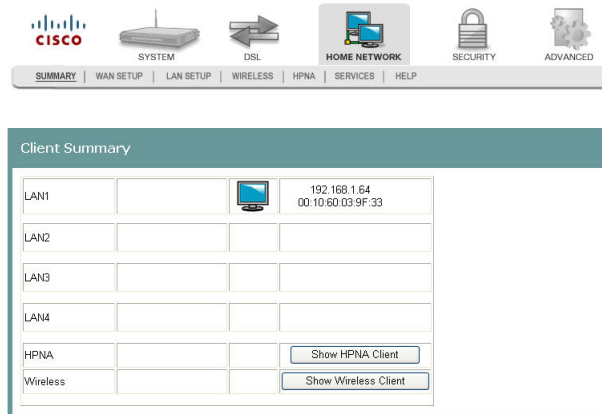 CISCO
SYSTEM DSL HOME NETWORK SECURITY ADVANCED
SUMMARY | WAN SETUP | LAN SETUP | WIRELESS | HPNA | SERVICES | HELP
Client Summary
LAN1 192.168.1.64
00:10:60:03:9F:33
LAN2
LAN3
LAN4
HPNA Show HPNA Client
Wireless Show Wireless Client